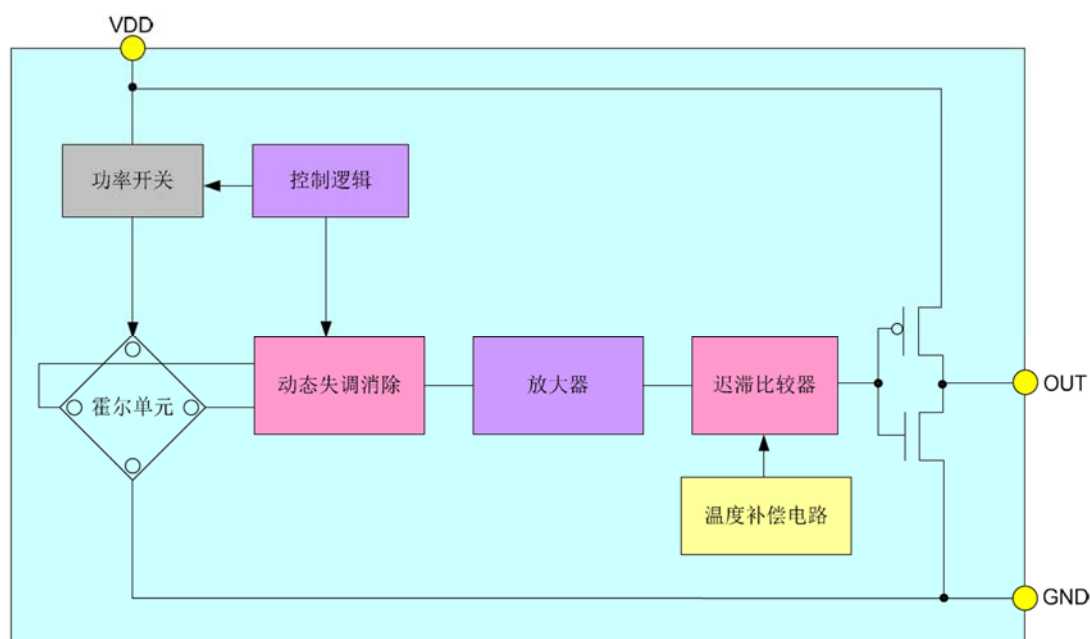 VDD
功率开关
控制逻辑
霍尔单元
动态失调消除
放大器
迟滞比较器
OUT
温度补偿电路
GND